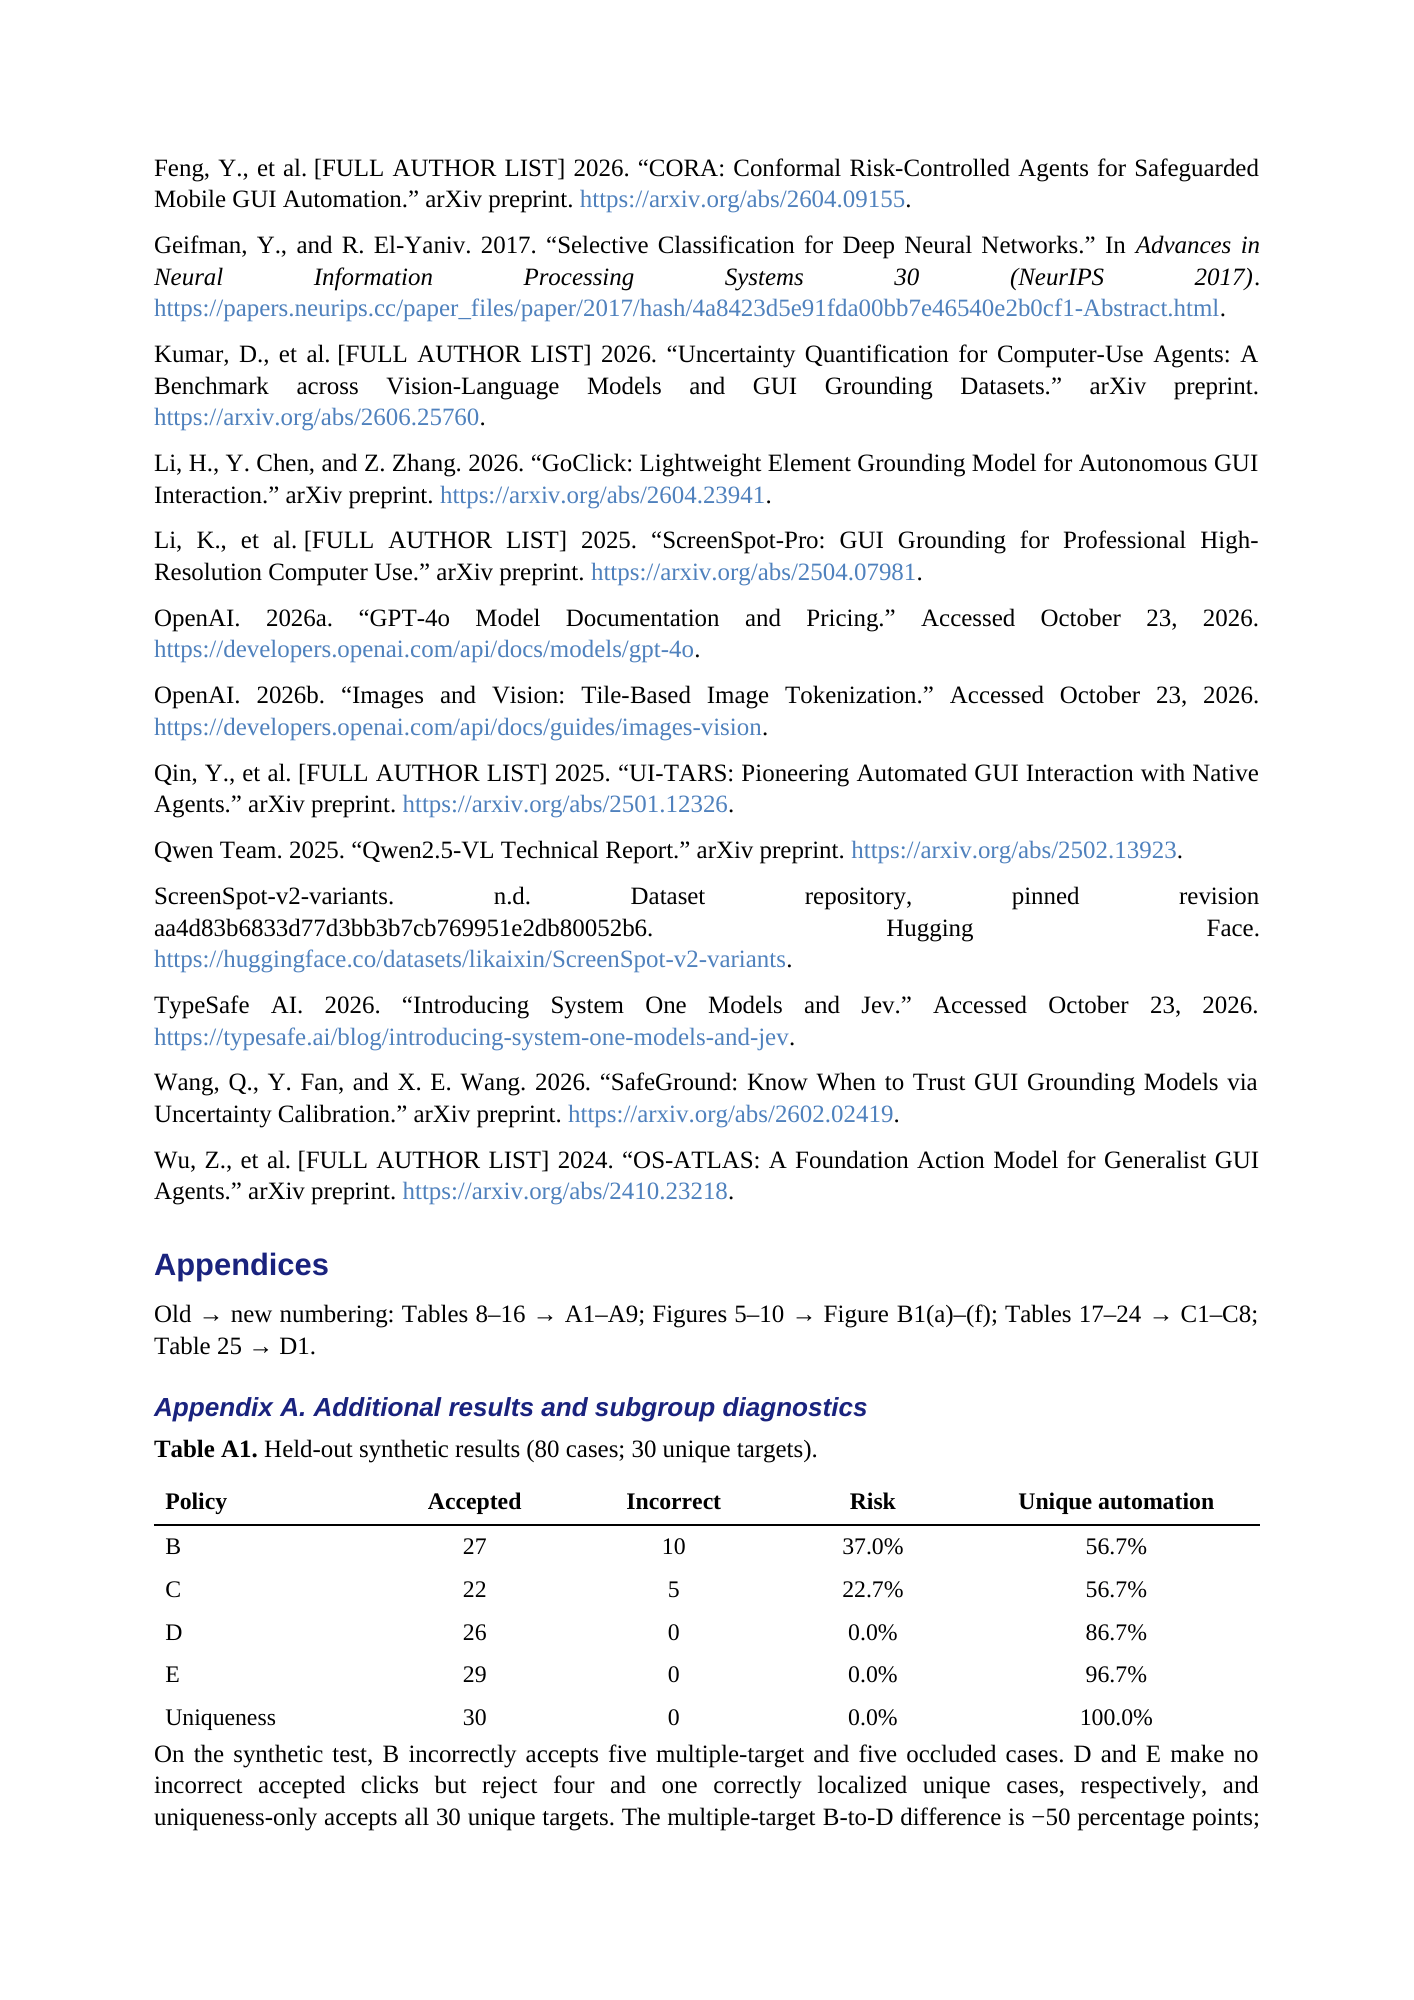 Feng, Y., et al. [FULL AUTHOR LIST] 2026. “CORA: Conformal Risk-Controlled Agents for Safeguarded
Mobile GUI Automation.” arXiv preprint. https://arxiv.org/abs/2604.09155.
Geifman, Y., and R. El-Yaniv. 2017. “Selective Classification for Deep Neural Networks.” In Advances in
Neural Information Processing Systems 30 (NeurIPS 2017).
https://papers.neurips.cc/paper_files/paper/2017/hash/4a8423d5e91fda00bb7e46540e2b0cf1-Abstract.html.
Kumar, D., et al. [FULL AUTHOR LIST] 2026. “Uncertainty Quantification for Computer-Use Agents: A
Benchmark across Vision-Language Models and GUI Grounding Datasets.” arXiv preprint.
https://arxiv.org/abs/2606.25760.
Li, H., Y. Chen, and Z. Zhang. 2026. “GoClick: Lightweight Element Grounding Model for Autonomous GUI
Interaction.” arXiv preprint. https://arxiv.org/abs/2604.23941.
Li, K., et al. [FULL AUTHOR LIST] 2025. “ScreenSpot-Pro: GUI Grounding for Professional High-
Resolution Computer Use.” arXiv preprint. https://arxiv.org/abs/2504.07981.
OpenAI. 2026a. “GPT-4o Model Documentation and Pricing.” Accessed October 23, 2026.
https://developers.openai.com/api/docs/models/gpt-4o.
OpenAI. 2026b. “Images and Vision: Tile-Based Image Tokenization.” Accessed October 23, 2026.
https://developers.openai.com/api/docs/guides/images-vision.
Qin, Y., et al. [FULL AUTHOR LIST] 2025. “UI-TARS: Pioneering Automated GUI Interaction with Native
Agents.” arXiv preprint. https://arxiv.org/abs/2501.12326.
Qwen Team. 2025. “Qwen2.5-VL Technical Report.” arXiv preprint. https://arxiv.org/abs/2502.13923.
ScreenSpot-v2-variants. n.d. Dataset repository, pinned revision
aa4d83b6833d77d3bb3b7cb769951e2db80052b6. Hugging Face.
https://huggingface.co/datasets/likaixin/ScreenSpot-v2-variants.
TypeSafe AI. 2026. “Introducing System One Models and Jev.” Accessed October 23, 2026.
https://typesafe.ai/blog/introducing-system-one-models-and-jev.
Wang, Q., Y. Fan, and X. E. Wang. 2026. “SafeGround: Know When to Trust GUI Grounding Models via
Uncertainty Calibration.” arXiv preprint. https://arxiv.org/abs/2602.02419.
Wu, Z., et al. [FULL AUTHOR LIST] 2024. “OS-ATLAS: A Foundation Action Model for Generalist GUI
Agents.” arXiv preprint. https://arxiv.org/abs/2410.23218.
Appendices
Old → new numbering: Tables 8–16 → A1–A9; Figures 5–10 → Figure B1(a)–(f); Tables 17–24 → C1–C8;
Table 25 → D1.
Appendix A. Additional results and subgroup diagnostics
Table A1. Held-out synthetic results (80 cases; 30 unique targets).
Policy Accepted Incorrect Risk Unique automation
B 27 10 37.0% 56.7%
C 22 5 22.7% 56.7%
D 26 0 0.0% 86.7%
E 29 0 0.0% 96.7%
Uniqueness 30 0 0.0% 100.0%
On the synthetic test, B incorrectly accepts five multiple-target and five occluded cases. D and E make no
incorrect accepted clicks but reject four and one correctly localized unique cases, respectively, and
uniqueness-only accepts all 30 unique targets. The multiple-target B-to-D difference is −50 percentage points;